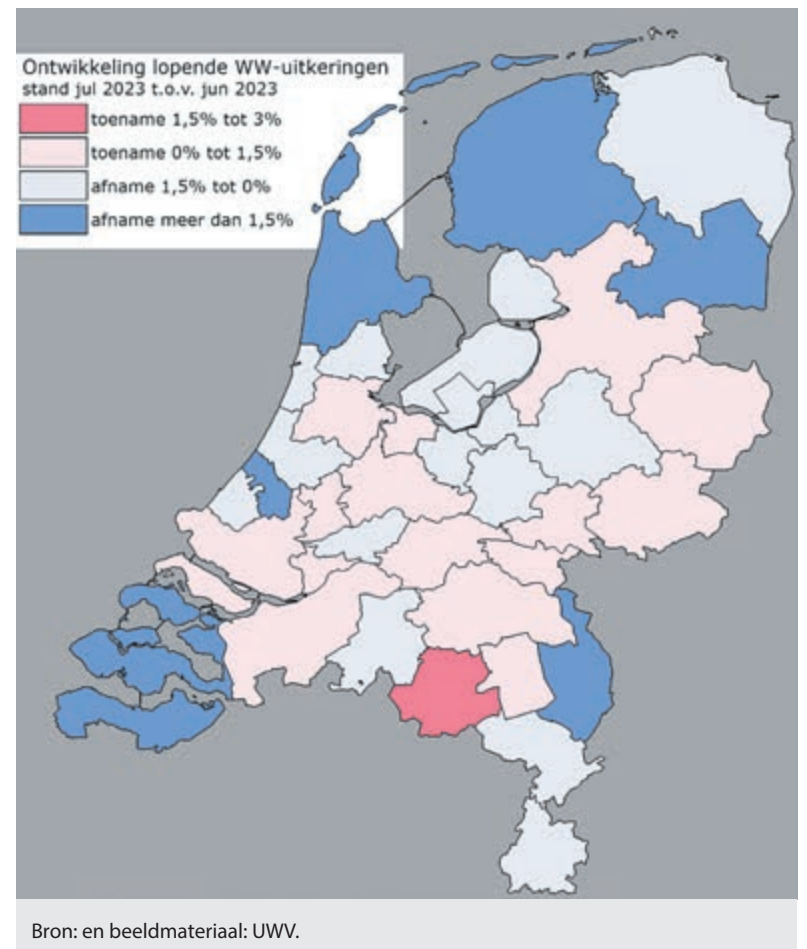 Ontwikkeling lopende WW-uitkeringen
stand jul 2023 t.o.v. jun 2023
toename 1,5% tot 3%
toename 0% tot 1,5%
afname 1,5% tot 0%
afname meer dan 1,5%
Bron: en beeldmateriaal: UWV.